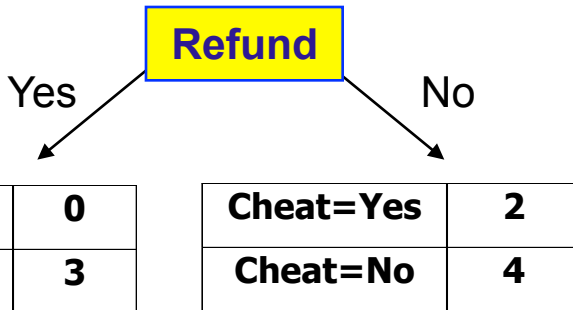 Refund
Yes No
0 Cheat=Yes 2
3 Cheat=No 4